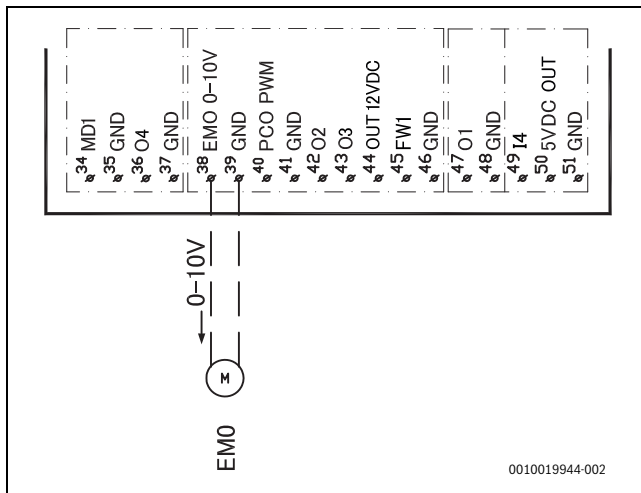 34 MD1
35 GND
36 O4
37 GND
38 EMO 0-10V
39 GND
40 PCO PWM
41 GND
42 O2
43 O3
44 OUT 12VDC
45 FW1
46 GND
47 O1
48 GND
49 I4
50 5VDC OUT
51 GND
0-10V
M
EM0
0010019944-002